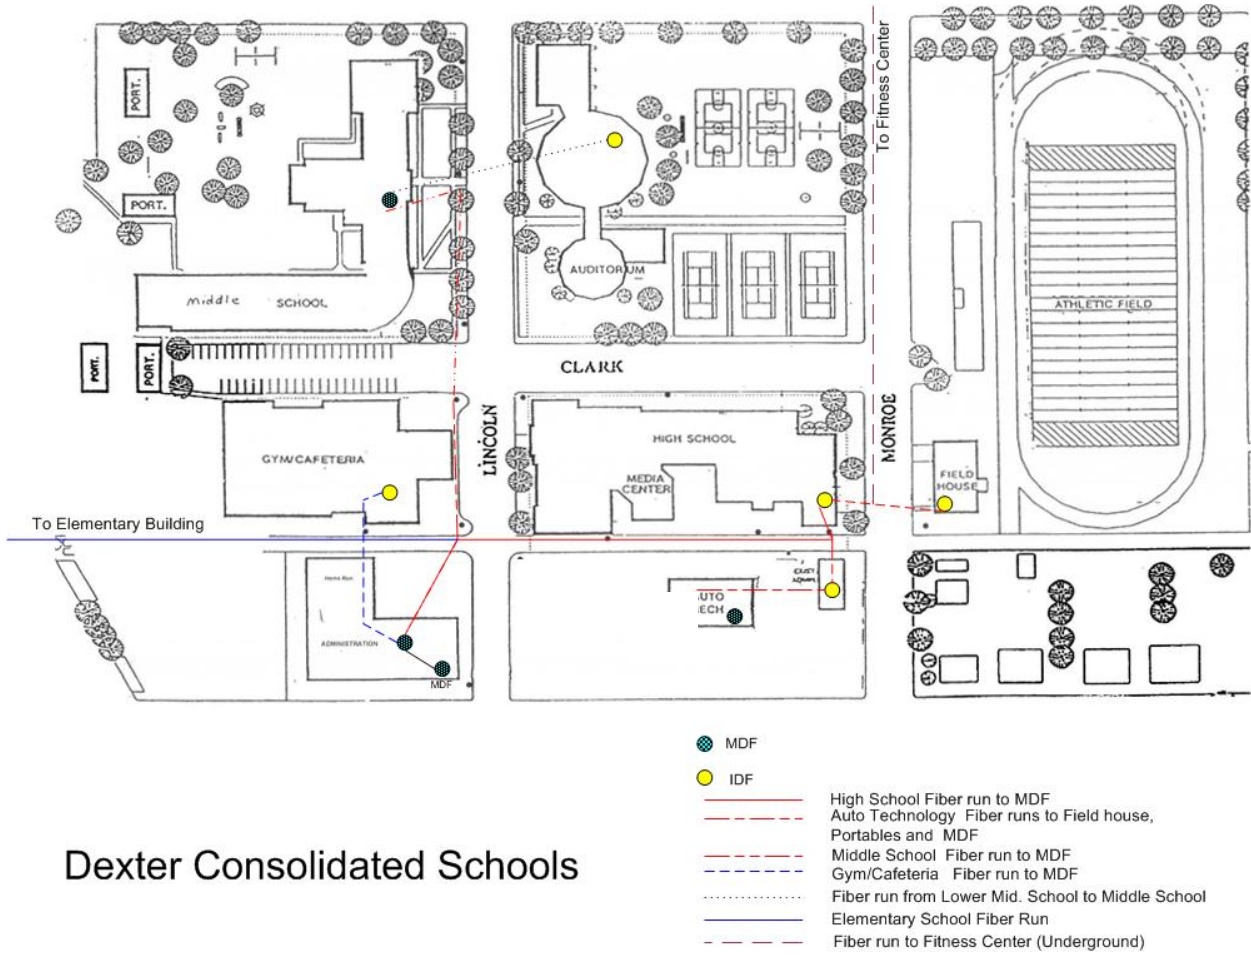 To Fitness Center
PORT.
PORT.
AUDITORIUM
middle SCHOOL
ATHLETIC FIELD
PORT.
PORT.
CLARK
LINCOLN
MONROE
HIGH SCHOOL
GYM/CAFETERIA
MEDIA
CENTER
FIELD
HOUSE
To Elementary Building
Home Run
ADMINISTRATION
MDF
UTO
ECH
MDF
IDF
High School Fiber run to MDF
Auto Technology Fiber runs to Field house,
Portables and MDF
Middle School Fiber run to MDF
Gym/Cafeteria Fiber run to MDF
Fiber run from Lower Mid. School to Middle School
Elementary School Fiber Run
Fiber run to Fitness Center (Underground)
Dexter Consolidated Schools